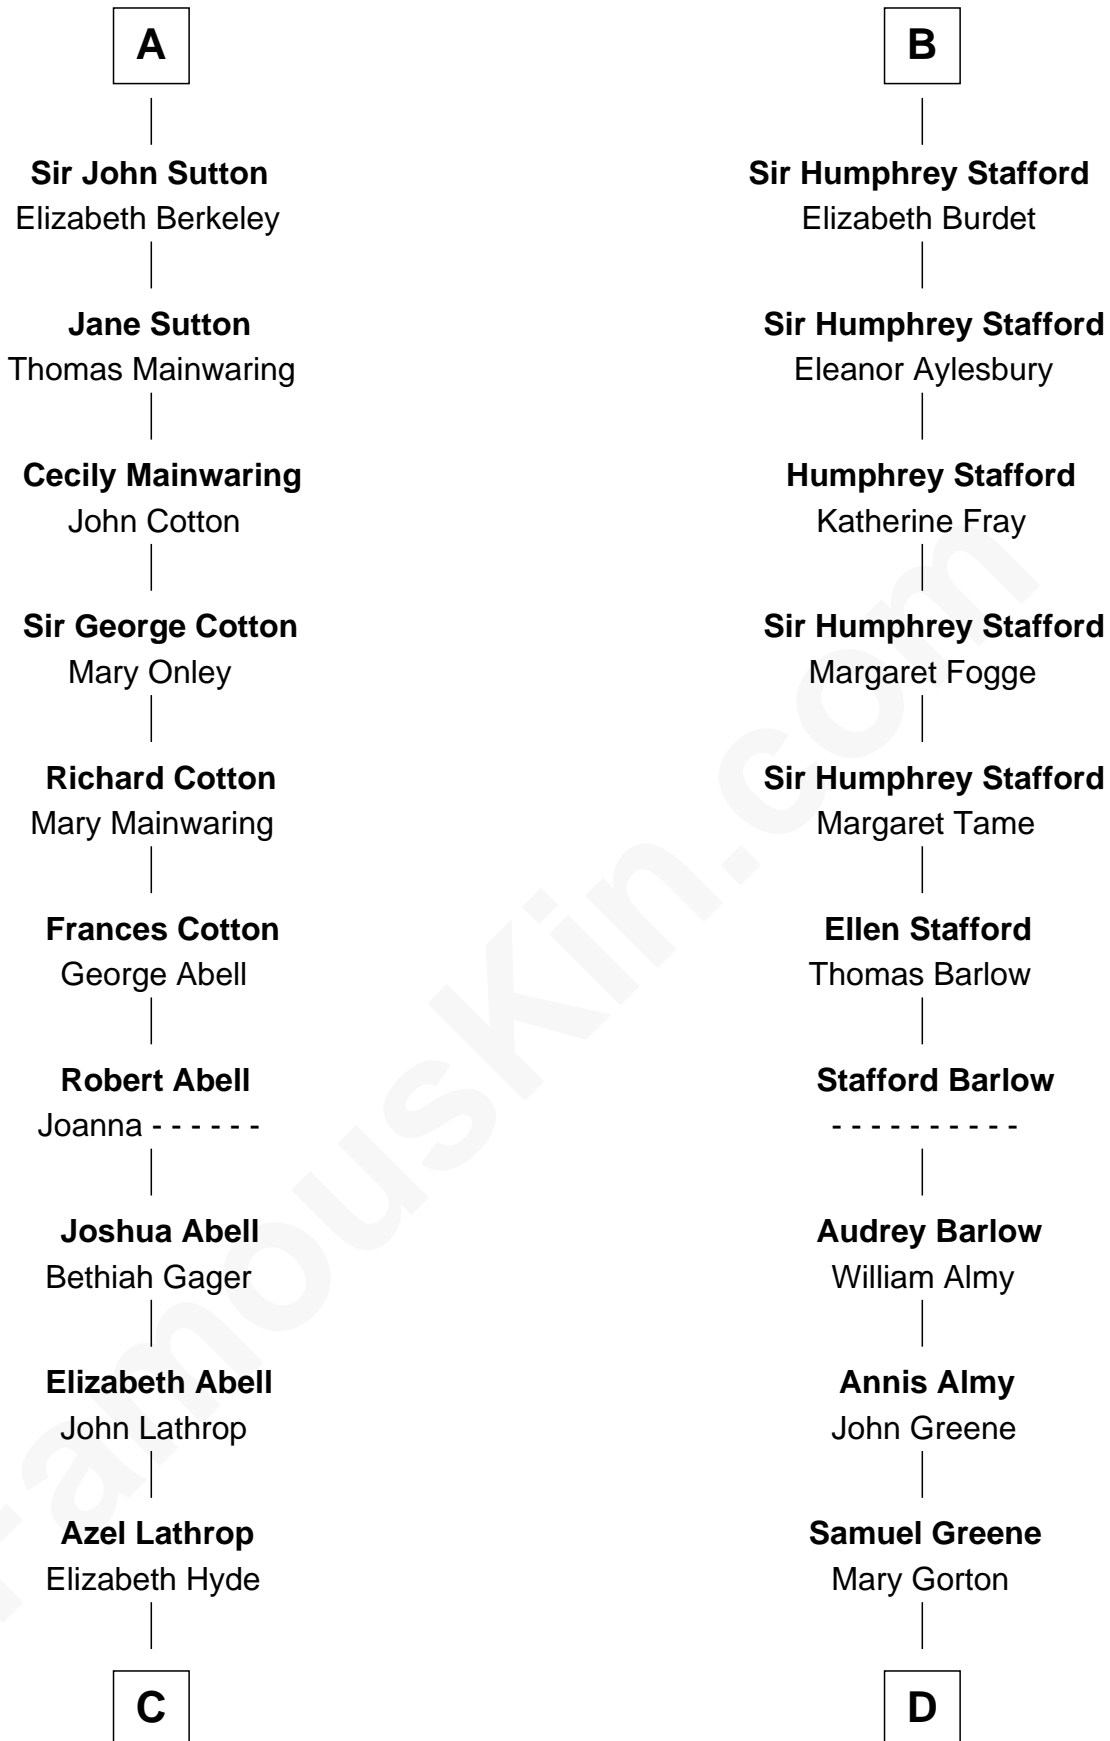 A
Sir John Sutton
Elizabeth Berkeley
Jane Sutton
Thomas Mainwaring
Cecily Mainwaring
John Cotton
Sir George Cotton
Mary Onley
Richard Cotton
Mary Mainwaring
Frances Cotton
George Abell
Robert Abell
Joanna - - - - - -
Joshua Abell
Bethiah Gager
Elizabeth Abell
John Lathrop
Azel Lathrop
Elizabeth Hyde
C
B
Sir Humphrey Stafford
Elizabeth Burdet
Sir Humphrey Stafford
Eleanor Aylesbury
Humphrey Stafford
Katherine Fray
Sir Humphrey Stafford
Margaret Fogge
Sir Humphrey Stafford
Margaret Tame
Ellen Stafford
Thomas Barlow
Stafford Barlow
- - - - - - - - - -
Audrey Barlow
William Almy
Annis Almy
John Greene
Samuel Greene
Mary Gorton
D
FamousKin.com